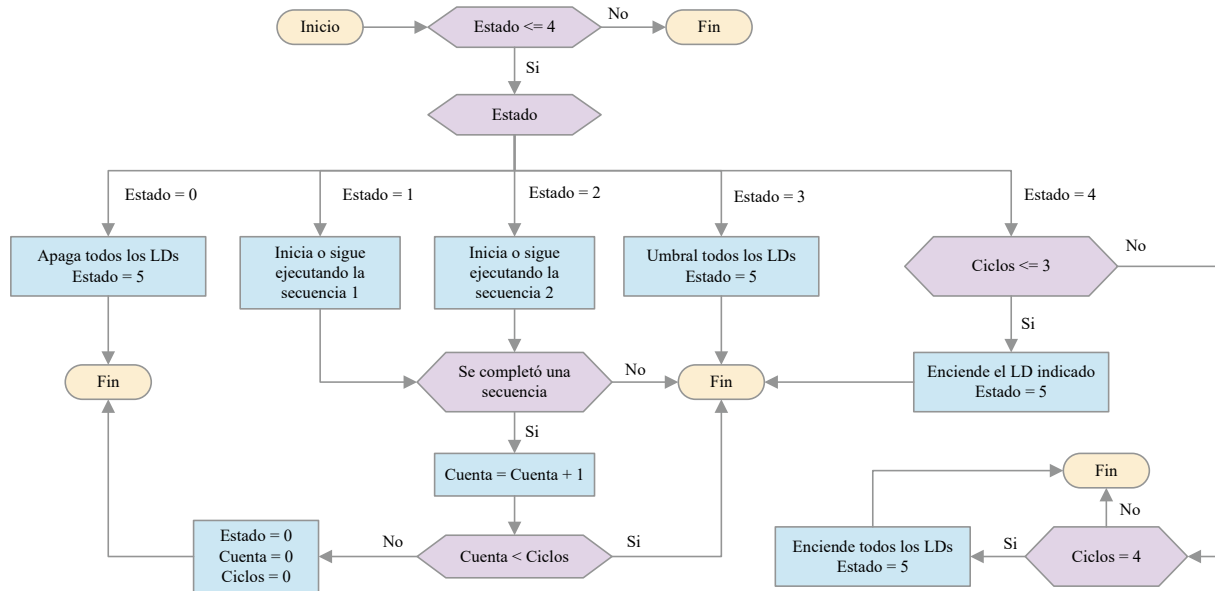 Inicio
Estado <= 4
No
Fin
Si
Estado
Estado = 0
Estado = 1
Estado = 2
Estado = 3
Estado = 4
Apaga todos los LDs
Estado = 5
Inicia o sigue
ejecutando la
secuencia 1
Inicia o sigue
ejecutando la
secuencia 2
Umbral todos los LDs
Estado = 5
Ciclos <= 3
No
Si
Fin
Se completó una
secuencia
No
Fin
Enciende el LD indicado
Estado = 5
Si
Cuenta = Cuenta + 1
Fin
No
Estado = 0
Cuenta = 0
Ciclos = 0
No
Cuenta < Ciclos
Si
Enciende todos los LDs
Estado = 5
Si
Ciclos = 4